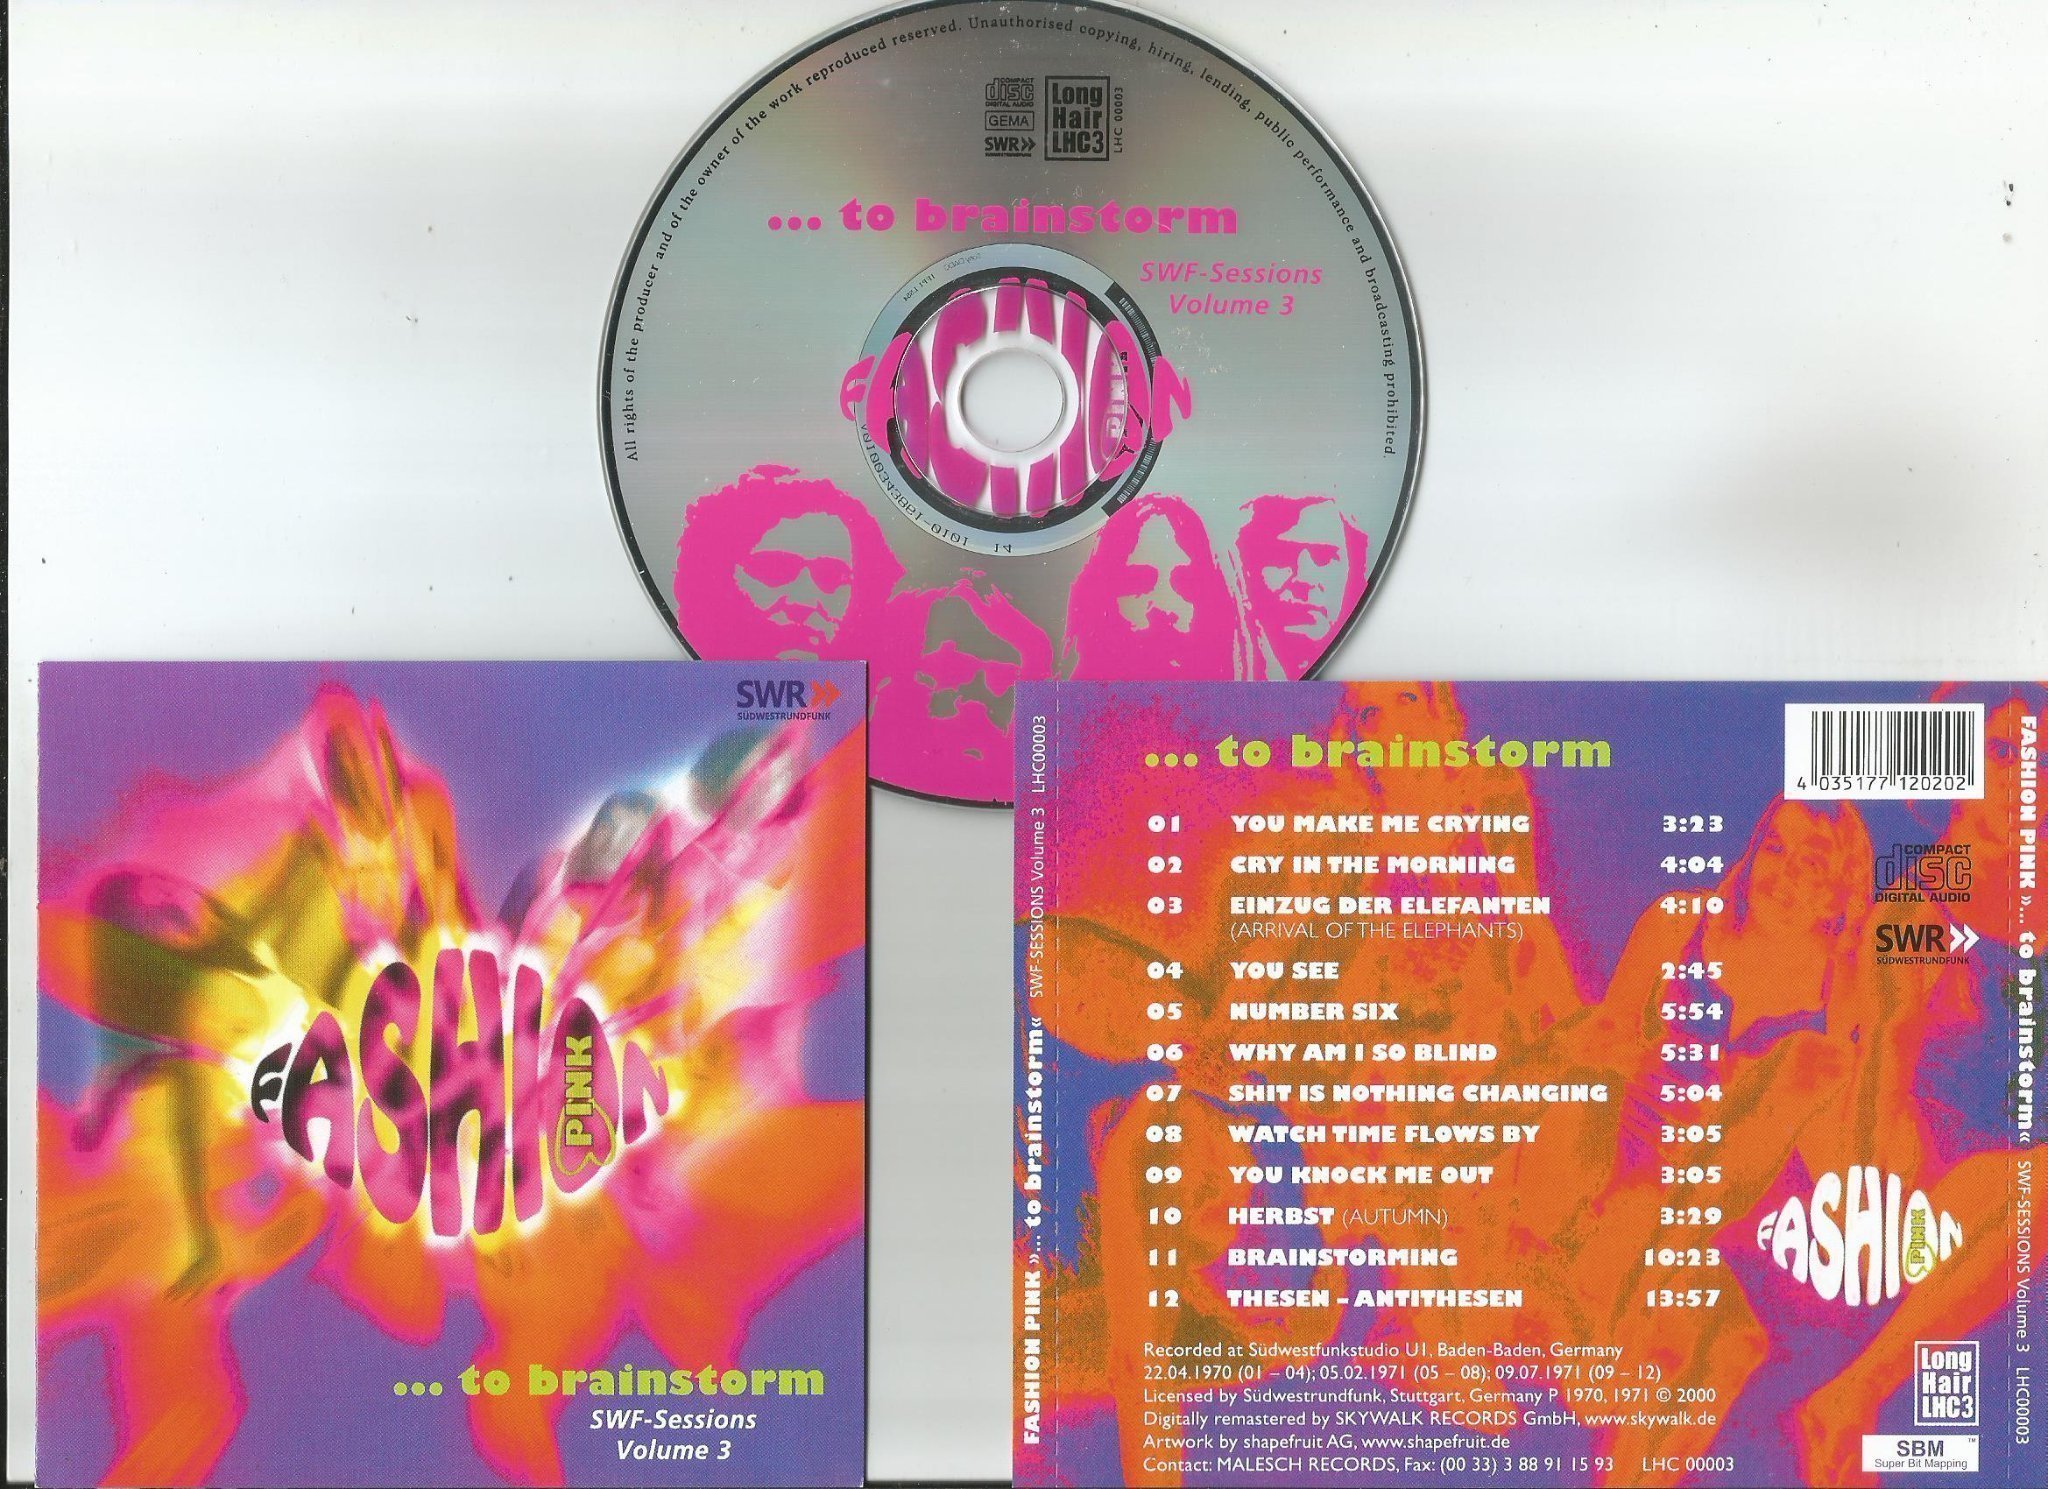 All rights of the producer and of the owner of the work reproduced reserved. Unauthorised copying, hiring, lending, public performance and broadcasting prohibited.
COMPACT
disc
DIGITAL AUDIO
GEMA
SWR»
SÜDWESTRUNDFUNK
Long
Hair
LHC3
LHC 00003
... to brainstorm
SWF-Sessions
Volume 3
FASHION
PINK
SWR»
SÜDWESTRUNDFUNK
FASHION
PINK
... to brainstorm
SWF-Sessions
Volume 3
FASHION PINK »... to brainstorm« SWF-SESSIONS Volume 3 LHC00003
... to brainstorm
4 035177 120202
01 YOU MAKE ME CRYING 3:23
02 CRY IN THE MORNING 4:04
03 EINZUG DER ELEFANTEN 4:10
(ARRIVAL OF THE ELEPHANTS)
04 YOU SEE 2:45
05 NUMBER SIX 5:54
06 WHY AM I SO BLIND 5:31
07 SHIT IS NOTHING CHANGING 5:04
08 WATCH TIME FLOWS BY 3:05
09 YOU KNOCK ME OUT 3:05
10 HERBST (AUTUMN) 3:29
11 BRAINSTORMING 10:23
12 THESEN – ANTITHESEN 13:57
COMPACT
disc
DIGITAL AUDIO
SWR»
SÜDWESTRUNDFUNK
FASHION
PINK
Recorded at Südwestfunkstudio U1, Baden-Baden, Germany
22.04.1970 (01 – 04); 05.02.1971 (05 – 08); 09.07.1971 (09 – 12)
Licensed by Südwestrundfunk, Stuttgart, Germany P 1970, 1971 © 2000
Digitally remastered by SKYWALK RECORDS GmbH, www.skywalk.de
Artwork by shapefruit AG, www.shapefruit.de
Contact: MALESCH RECORDS, Fax: (00 33) 3 88 91 15 93 LHC 00003
Long
Hair
LHC3
SBM™
Super Bit Mapping
FASHION PINK »... to brainstorm« SWF-SESSIONS Volume 3 LHC00003